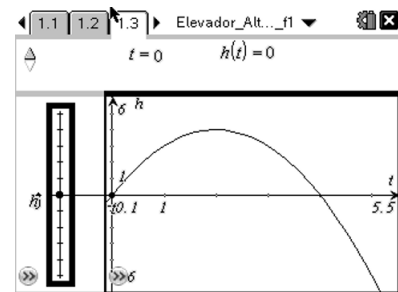 1.1 1.2 1.3 Elevador_Alt..._f1
t = 0 h(t) = 0
6 h
1
t
-0.1 1 5.5
-6